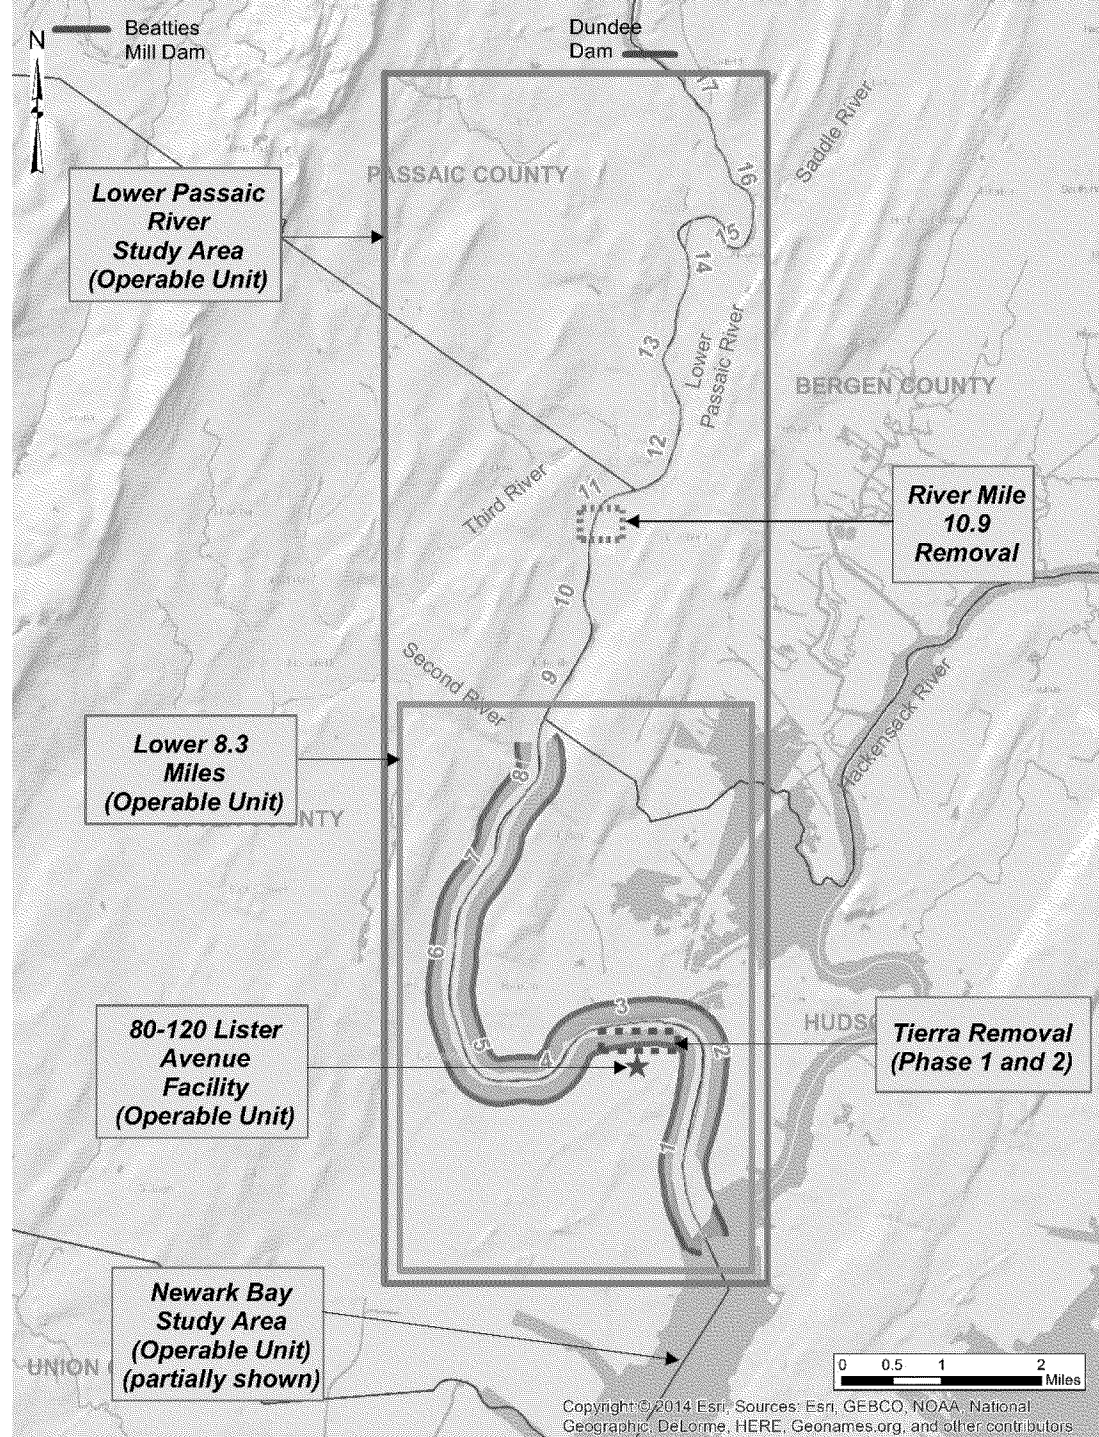 N
Beatties
Mill Dam
Dundee
Dam
17
Saddle River
PASSAIC COUNTY
16
Lower Passaic
River
Study Area
(Operable Unit)
15
14
13
Lower
Passaic River
BERGEN COUNTY
12
11
Third River
River Mile
10.9
Removal
10
9
Second River
Hackensack River
Lower 8.3
Miles
(Operable Unit)
COUNTY
8
7
6
5
4
3
2
1
HUDS
80-120 Lister
Avenue
Facility
(Operable Unit)
Tierra Removal
(Phase 1 and 2)
Newark Bay
Study Area
(Operable Unit)
(partially shown)
UNION
0 0.5 1 2
Miles
Copyright:© 2014 Esri, Sources: Esri, GEBCO, NOAA, National
Geographic, DeLorme, HERE, Geonames.org, and other contributors